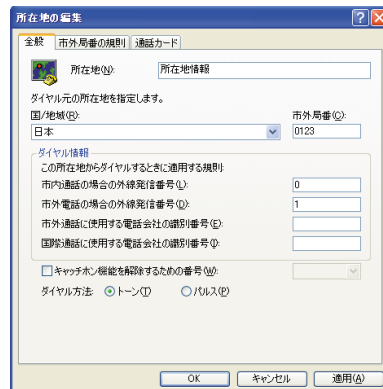 所在地の編集
全般 市外局番の規則 通話カード
所在地(N): 所在地情報
ダイヤル元の所在地を指定します。
国/地域(R): 市外局番(C):
日本 0123
ダイヤル情報
この所在地からダイヤルするときに適用する規則:
市内通話の場合の外線発信番号(L): 0
市外電話の場合の外線発信番号(D): 1
市外通話に使用する電話会社の識別番号(E):
国際通話に使用する電話会社の識別番号(I):
キャッチホン機能を解除するための番号(W):
ダイヤル方法: トーン(T) パルス(P)
OK キャンセル 適用(A)